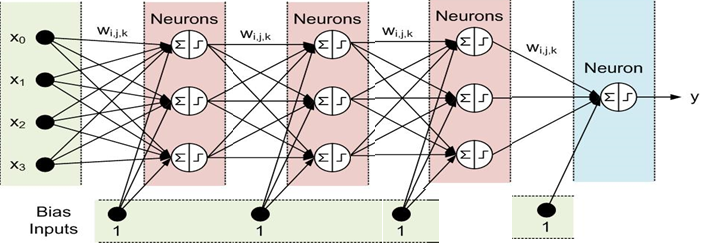 Neurons Neurons Neurons
x0 wi,j,k wi,j,k wi,j,k wi,j,k
Σ Σ Σ
Neuron
x1
Σ Σ Σ Σ y
x2
x3 Σ Σ Σ
Bias
Inputs
1 1 1 1